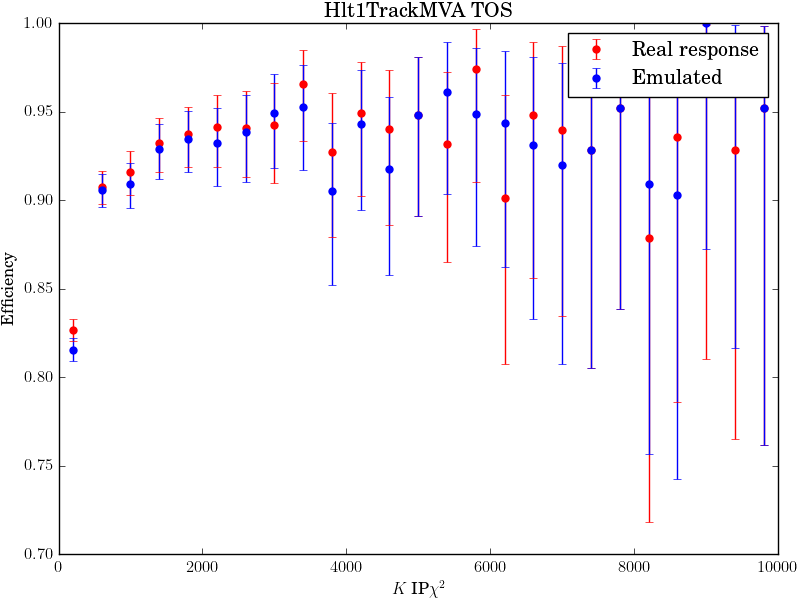 Hlt1TrackMVA TOS
1.00
0.95
0.90
0.85
0.80
0.75
0.70
Efficiency
Real response
Emulated
0 2000 4000 6000 8000 10000
K IPχ²